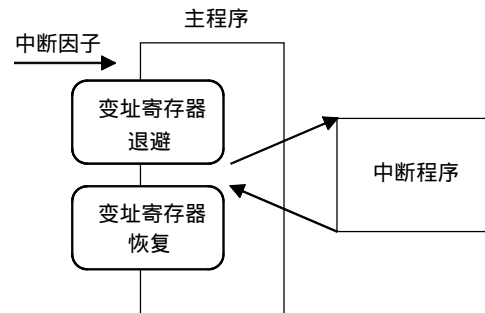 主程序
中断因子
变址寄存器
退避
中断程序
变址寄存器
恢复